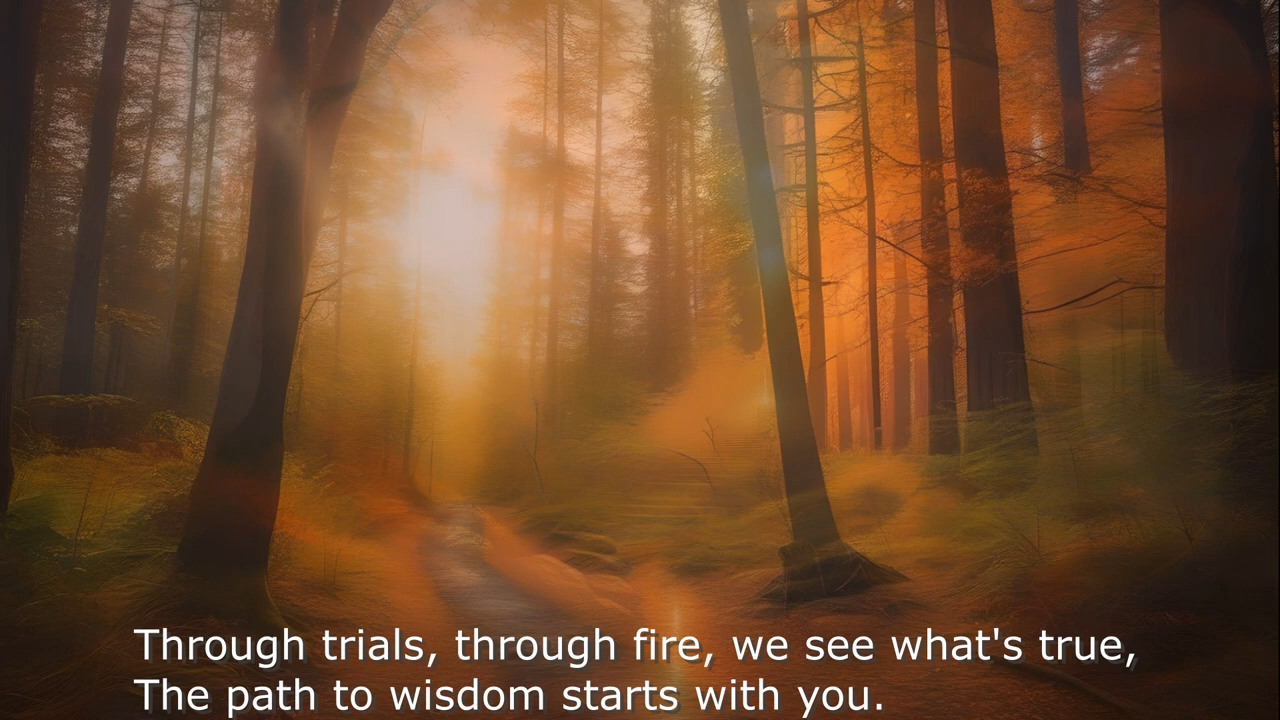 Through trials, through fire, we see what's true,
The path to wisdom starts with you.